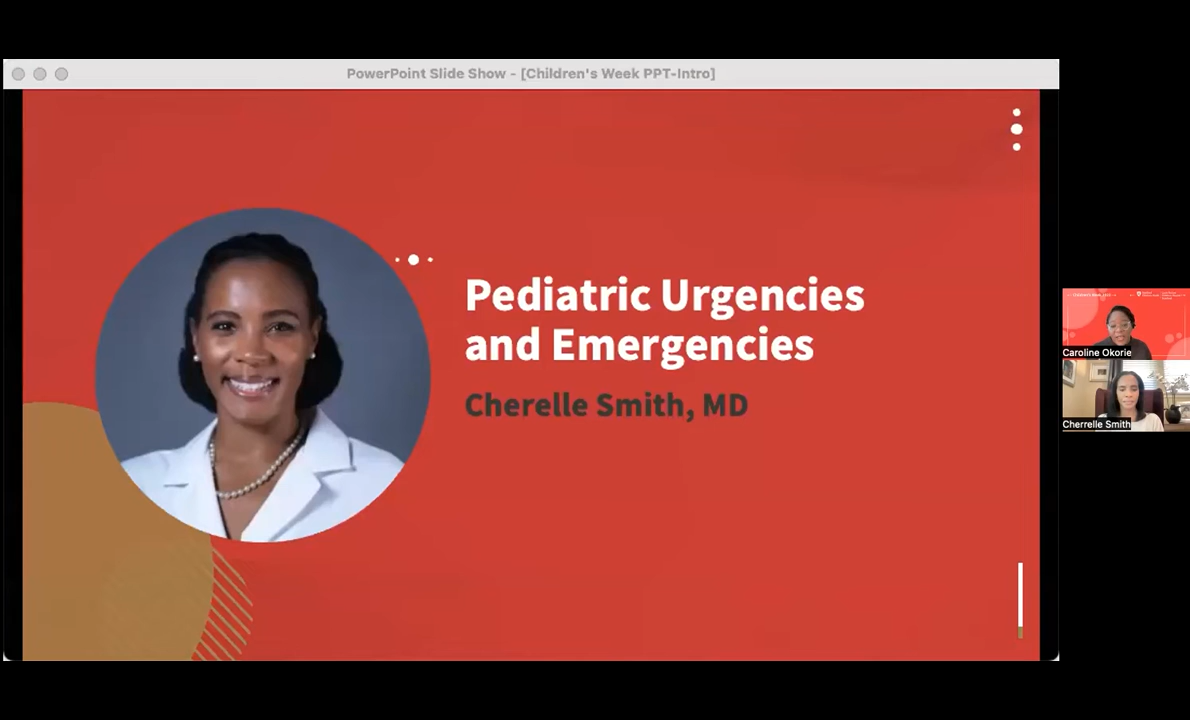 PowerPoint Slide Show - [Children's Week PPT-Intro]
Pediatric Urgencies
and Emergencies
Cherelle Smith, MD
Caroline Okorie
Cherrelle Smith